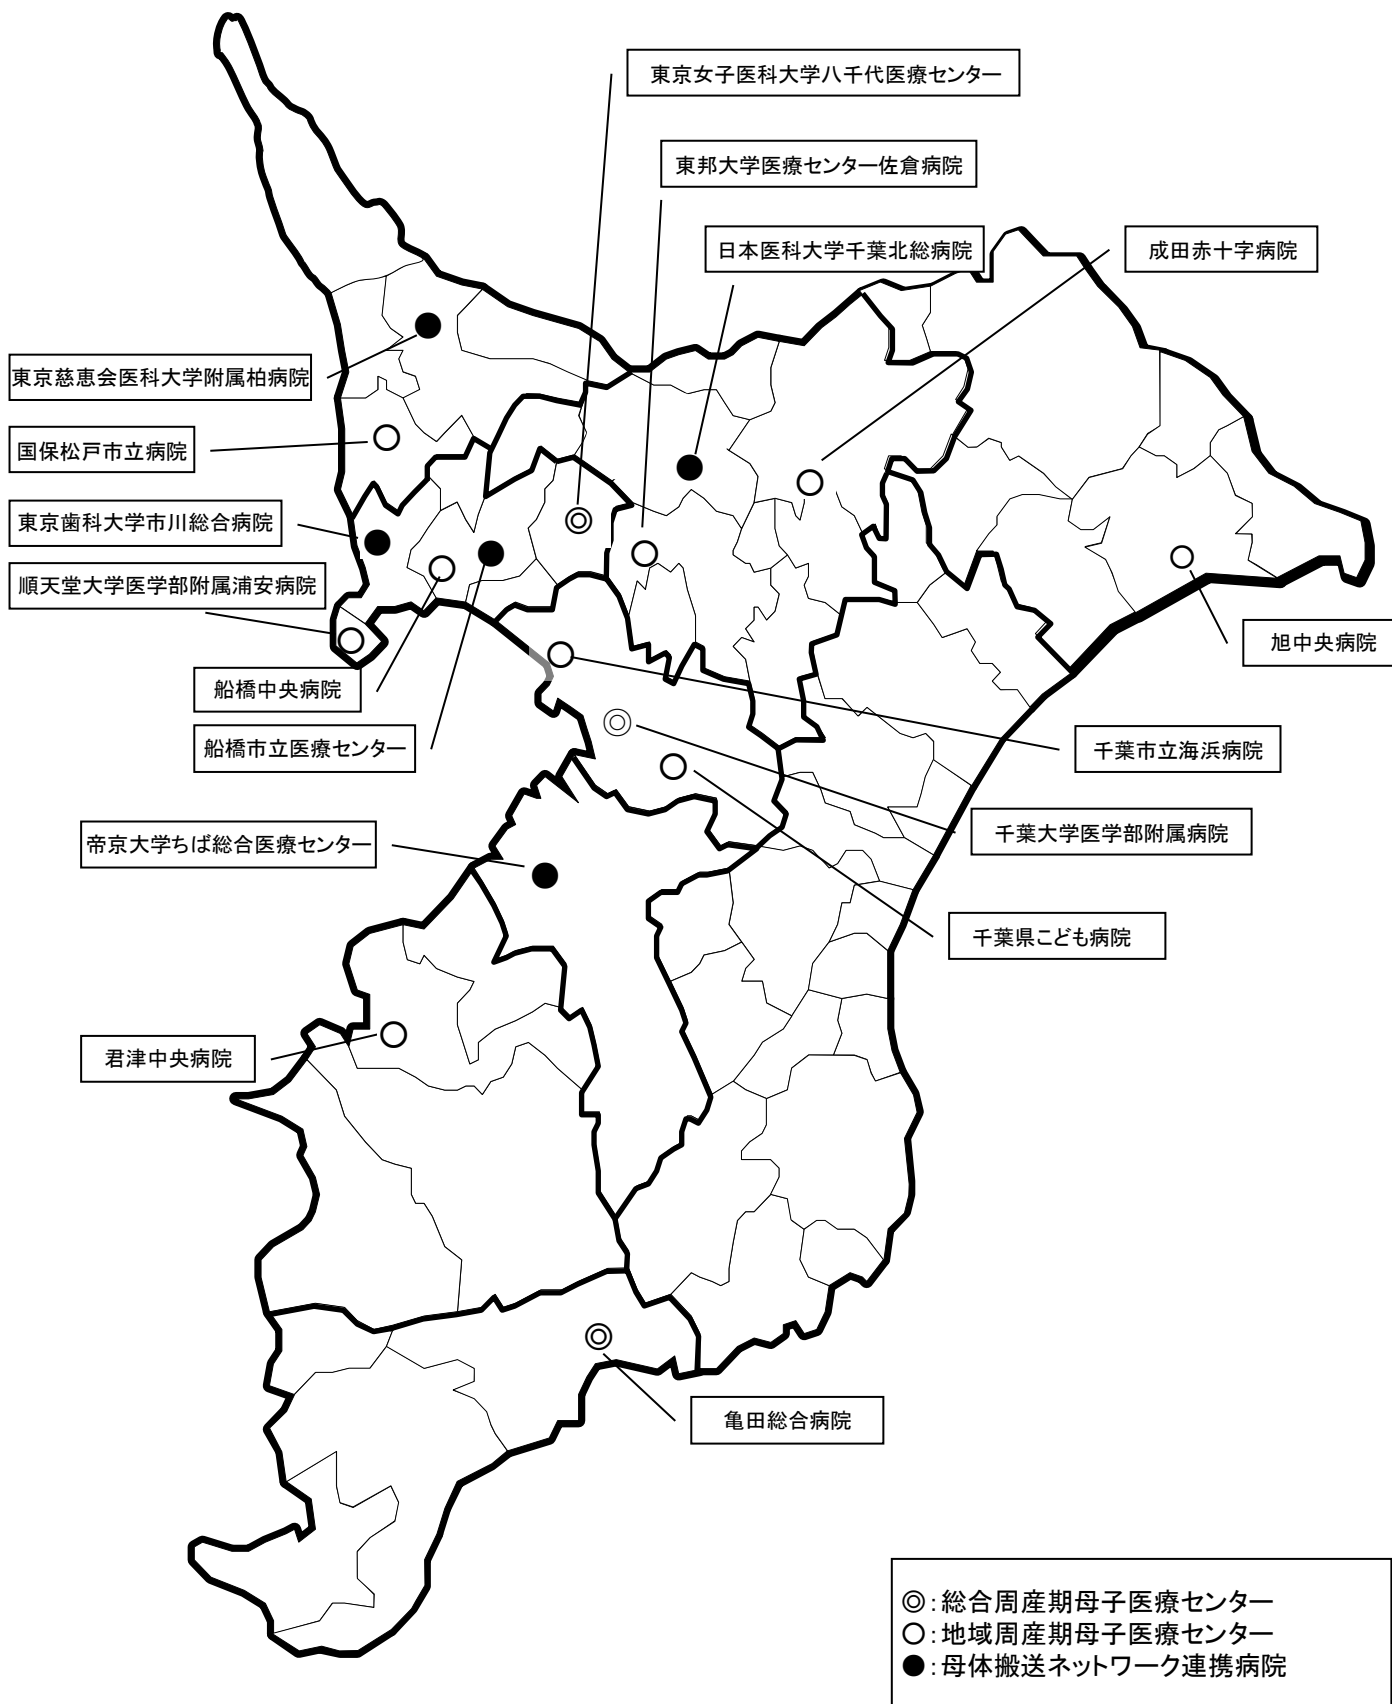 東京女子医科大学八千代医療センター
東邦大学医療センター佐倉病院
日本医科大学千葉北総病院
成田赤十字病院
東京慈恵会医科大学附属柏病院
国保松戸市立病院
東京歯科大学市川総合病院
順天堂大学医学部附属浦安病院
旭中央病院
船橋中央病院
船橋市立医療センター
千葉市立海浜病院
千葉大学医学部附属病院
帝京大学ちば総合医療センター
千葉県こども病院
君津中央病院
亀田総合病院
◎:総合周産期母子医療センター
○:地域周産期母子医療センター
●:母体搬送ネットワーク連携病院